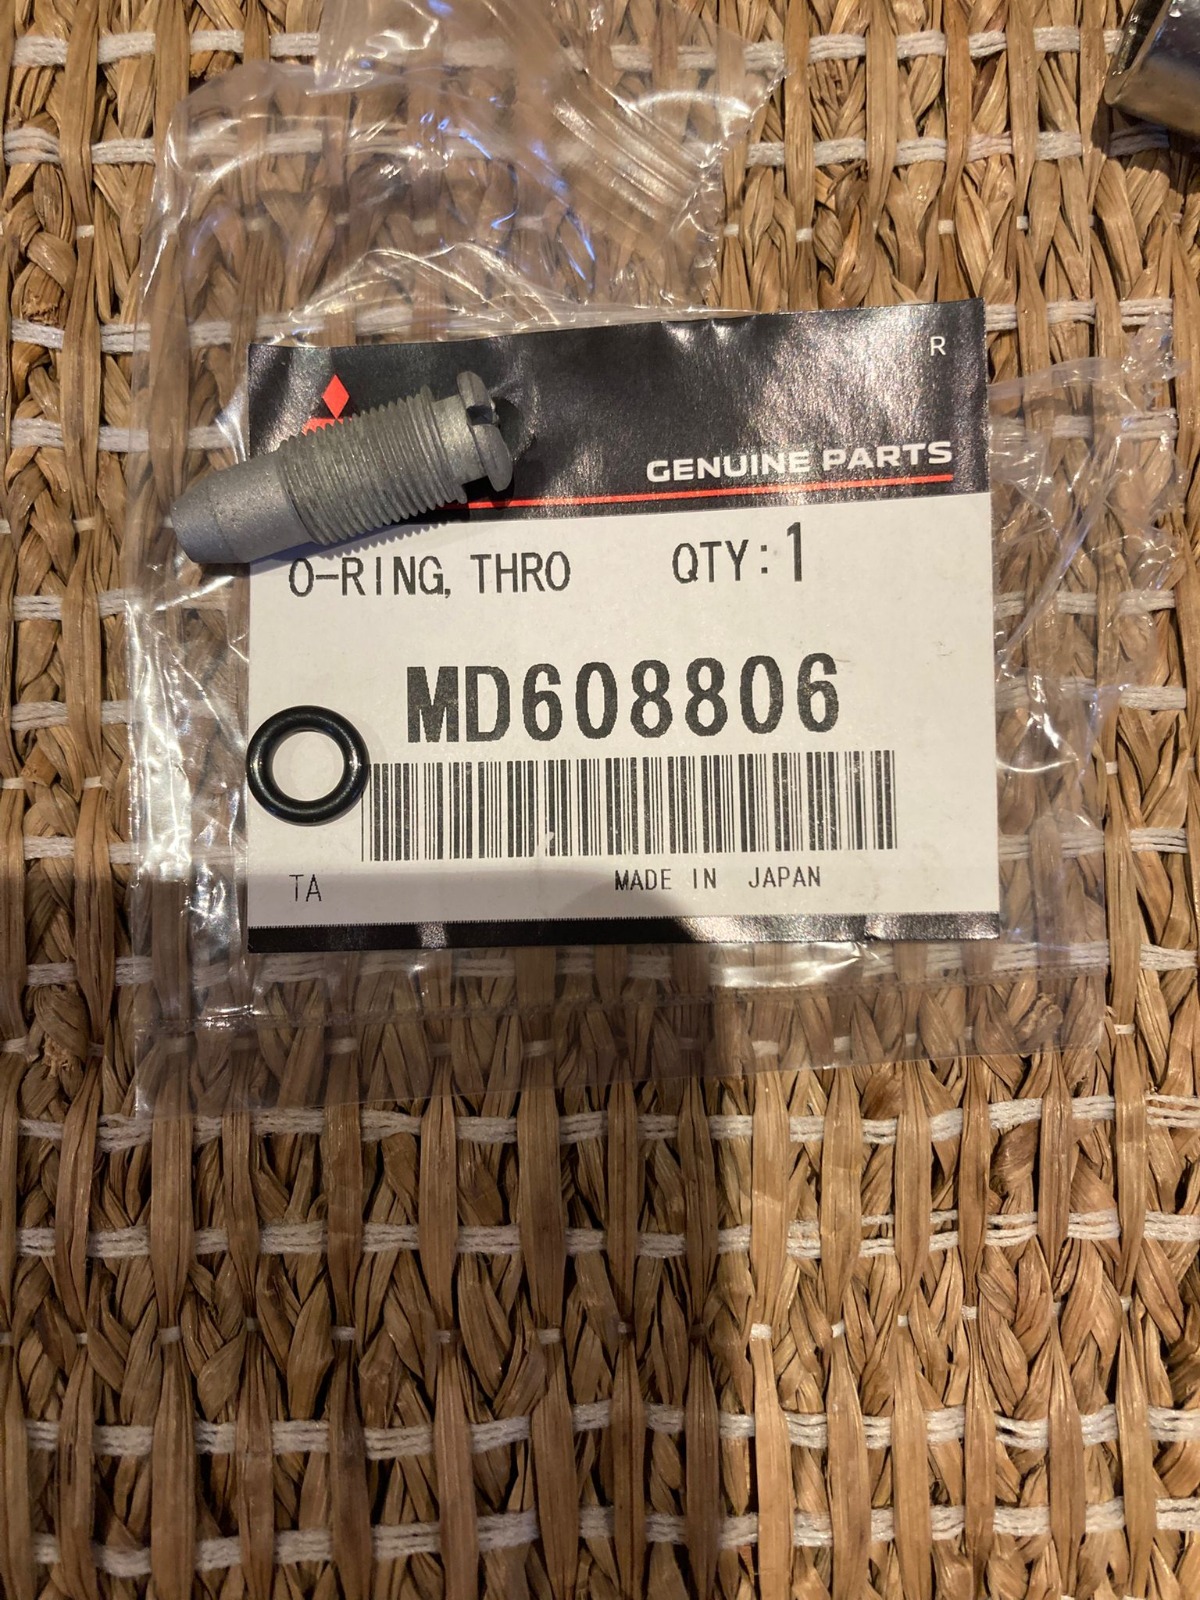 R
GENUINE PARTS
O-RING, THRO QTY:1
MD608806
TA MADE IN JAPAN